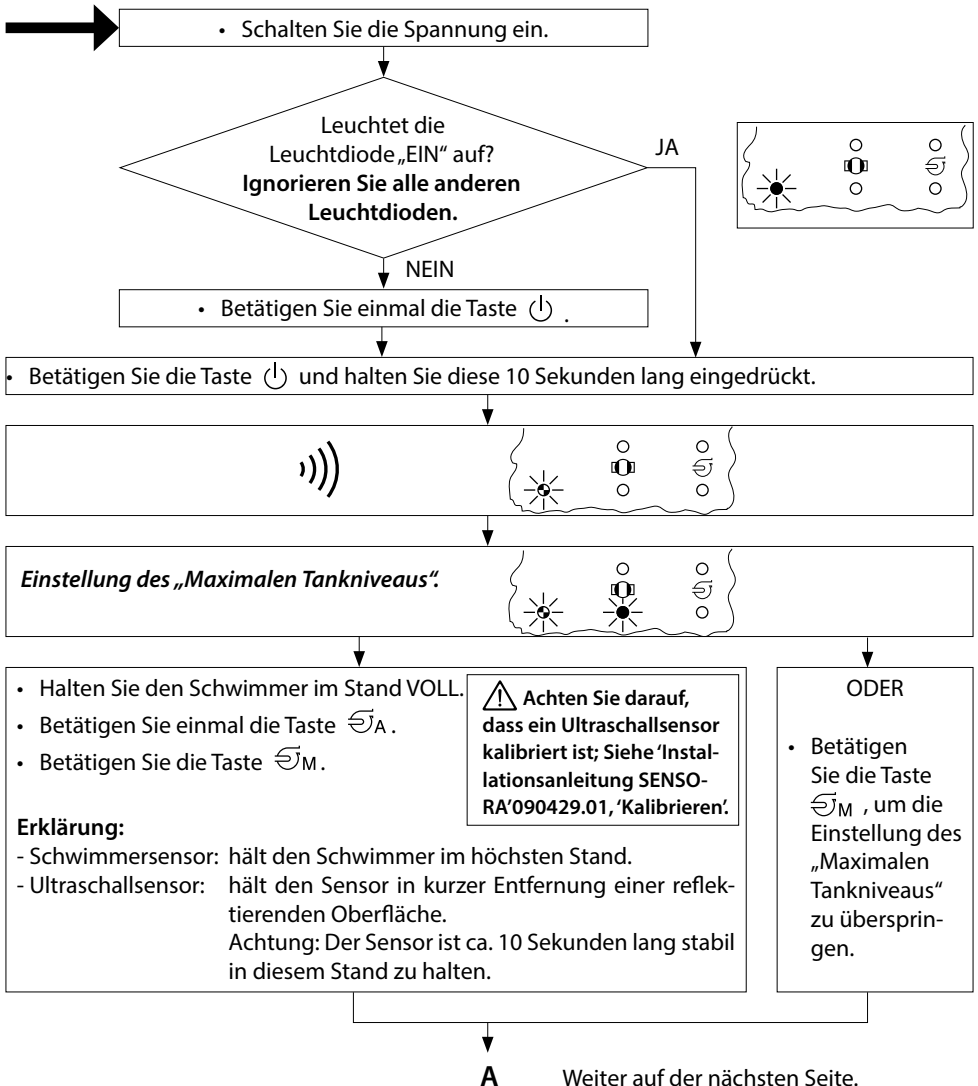 • Schalten Sie die Spannung ein.
Leuchtet die
Leuchtdiode „EIN“ auf?
Ignorieren Sie alle anderen
Leuchtdioden.
JA
NEIN
• Betätigen Sie einmal die Taste .
• Betätigen Sie die Taste und halten Sie diese 10 Sekunden lang eingedrückt.
Einstellung des „Maximalen Tankniveaus“.
• Halten Sie den Schwimmer im Stand VOLL.
• Betätigen Sie einmal die Taste A .
• Betätigen Sie die Taste M .
Achten Sie darauf,
dass ein Ultraschallsensor
kalibriert ist; Siehe ‘Instal-
lationsanleitung SENSO-
RA’090429.01, ‘Kalibrieren’.
Erklärung:
- Schwimmersensor: hält den Schwimmer im höchsten Stand.
- Ultraschallsensor: hält den Sensor in kurzer Entfernung einer reflek-
tierenden Oberfläche.
Achtung: Der Sensor ist ca. 10 Sekunden lang stabil
in diesem Stand zu halten.
ODER
• Betätigen
Sie die Taste
M , um die
Einstellung des
„Maximalen
Tankniveaus“
zu übersprin-
gen.
A Weiter auf der nächsten Seite.